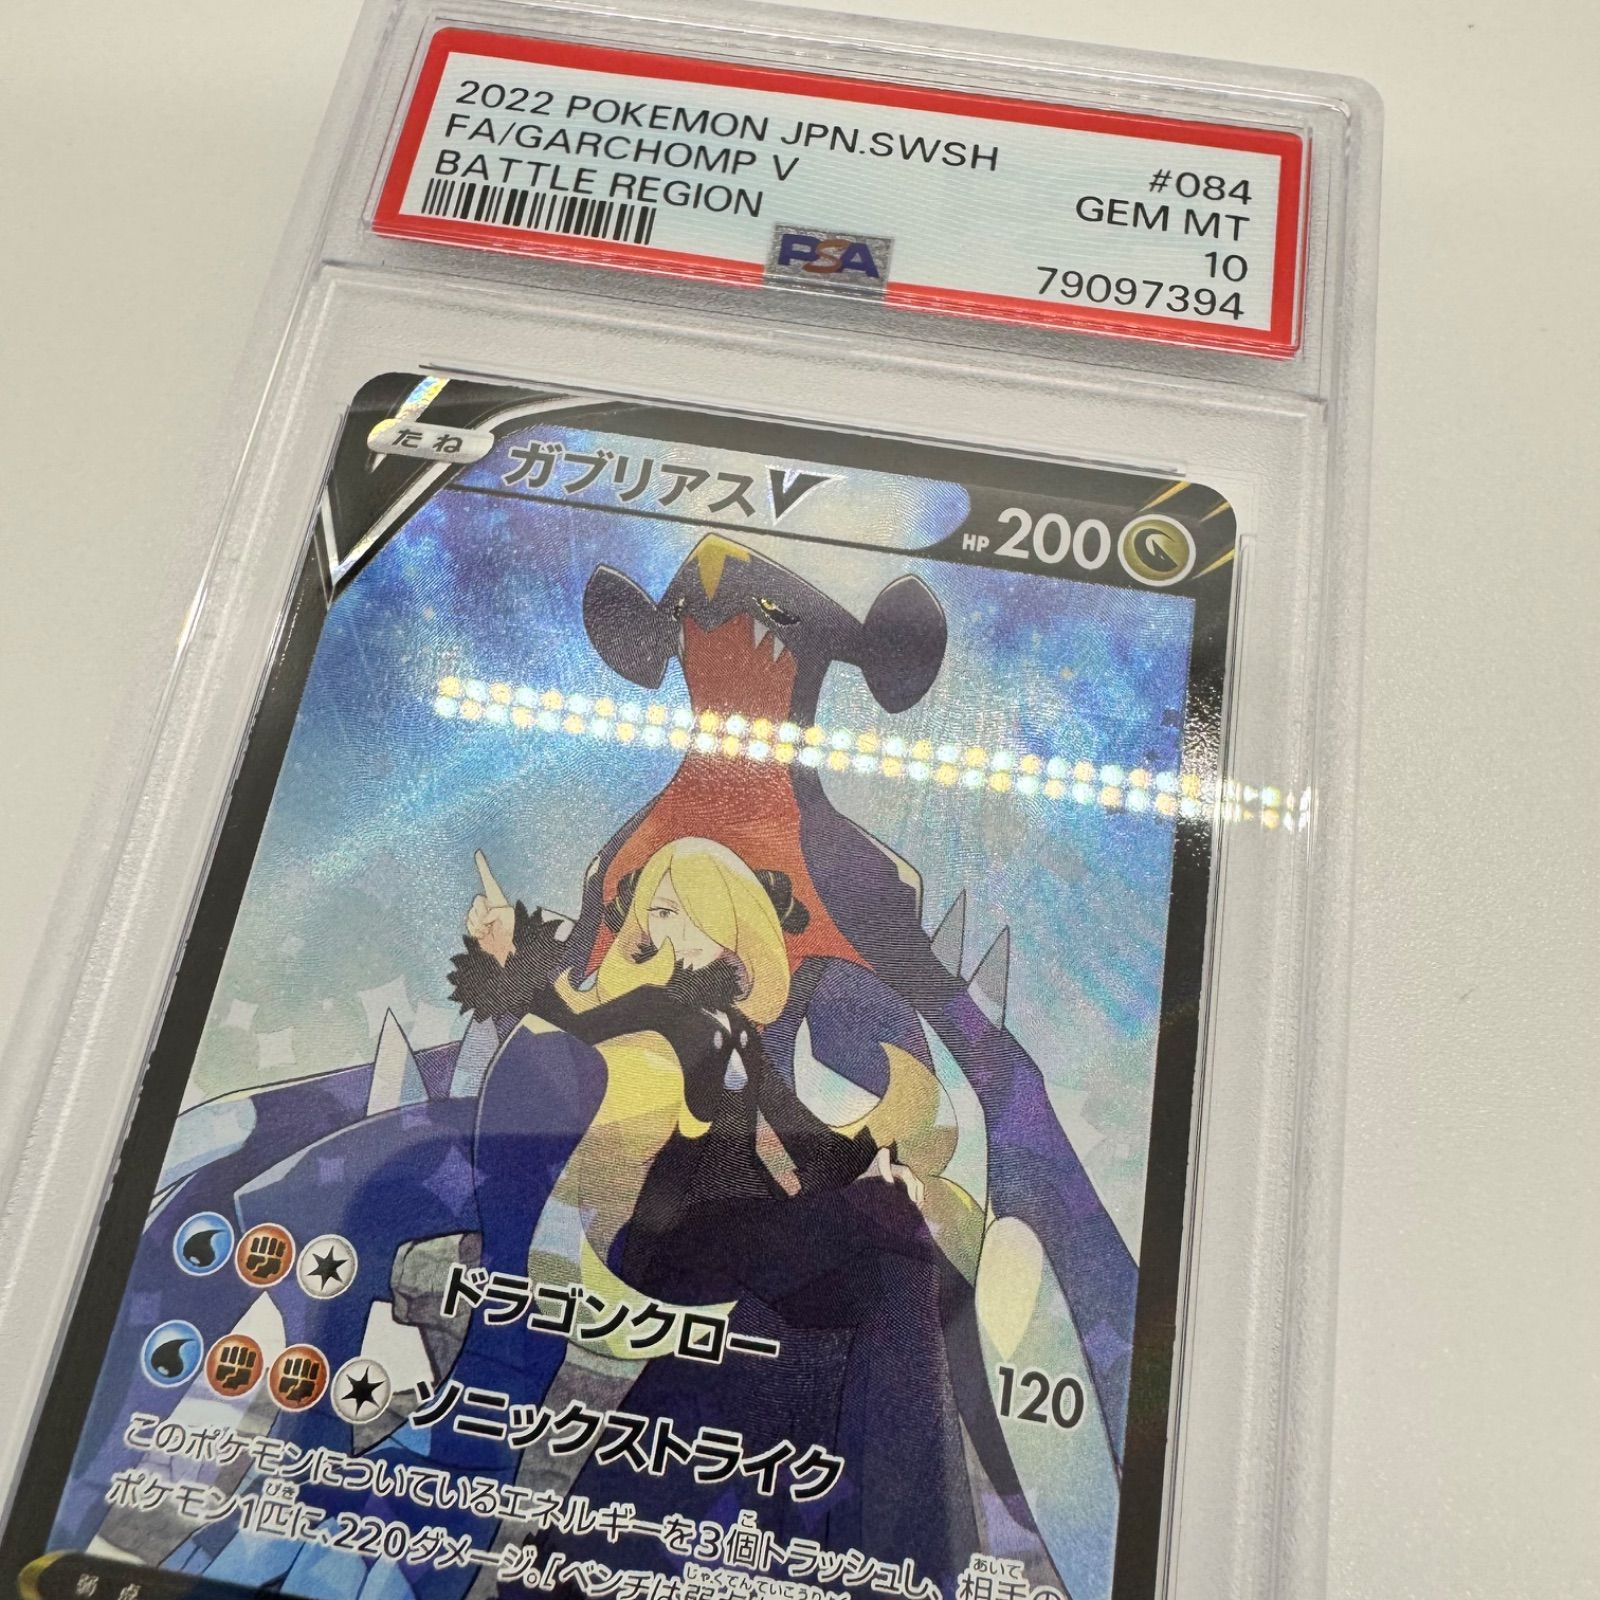 2022 POKEMON JPN.SWSH
FA/GARCHOMP V
BATTLE REGION
#084
GEM MT
10
79097394
PSA
たね
ガブリアスV
HP 200
ドラゴンクロー
120
ソニックストライク
このポケモンについているエネルギーを3個トラッシュし、相手の
ポケモン1匹に、220ダメージ。[ベンチは
弱点